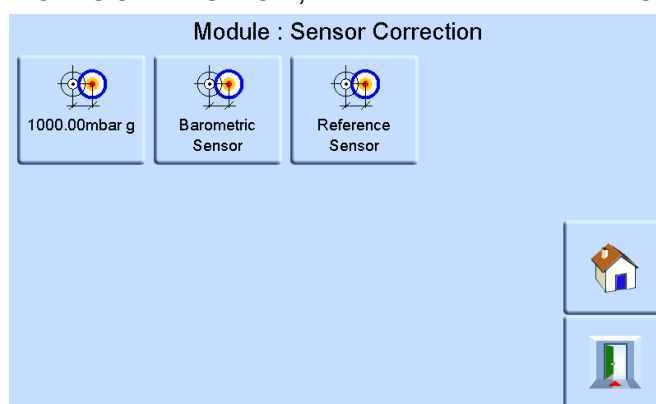 Module : Sensor Correction
1000.00mbar g
Barometric
Sensor
Reference
Sensor